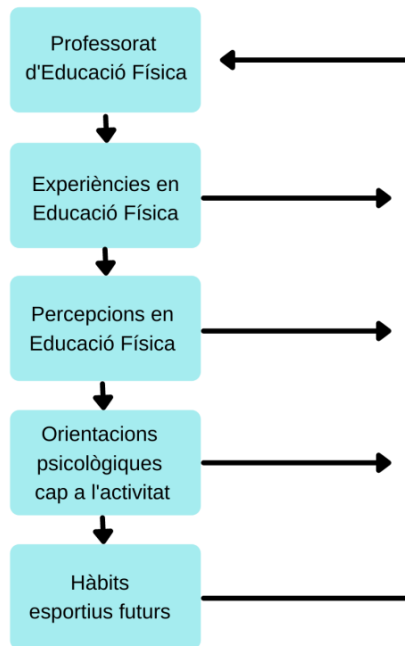 Professorat
d'Educació Física
Experiències en
Educació Física
Percepcions en
Educació Física
Orientacions
psicològiques
cap a l'activitat
Hàbits
esportius futurs